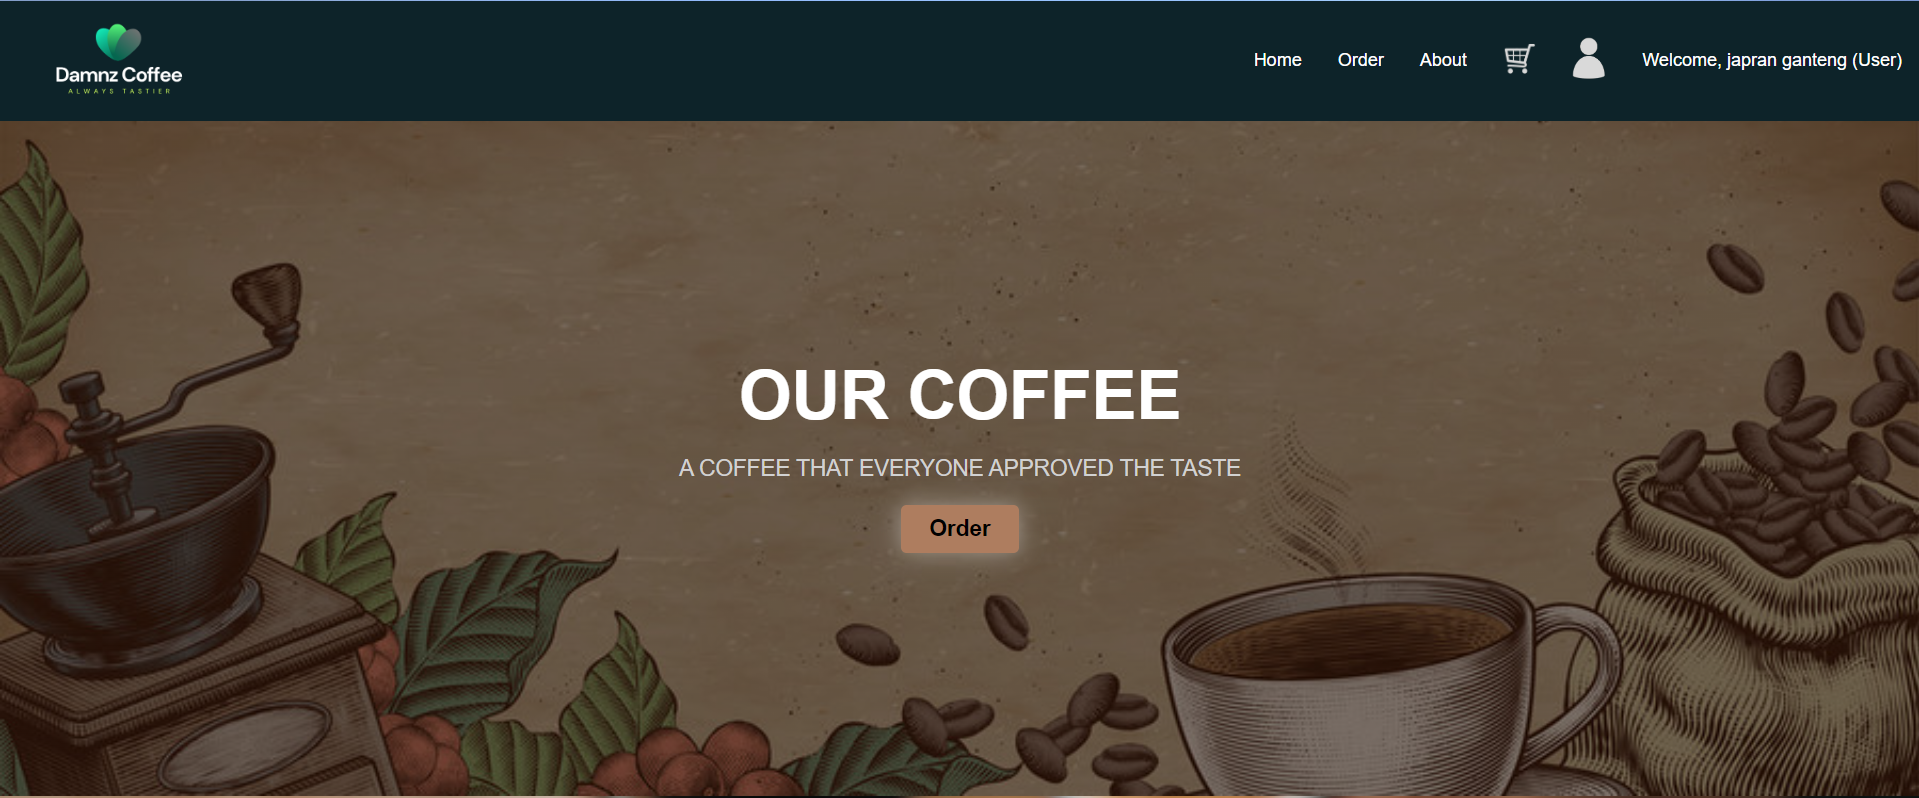 Damnz Coffee
ALWAYS TASTIER
Home Order About Welcome, japran ganteng (User)
OUR COFFEE
A COFFEE THAT EVERYONE APPROVED THE TASTE
Order